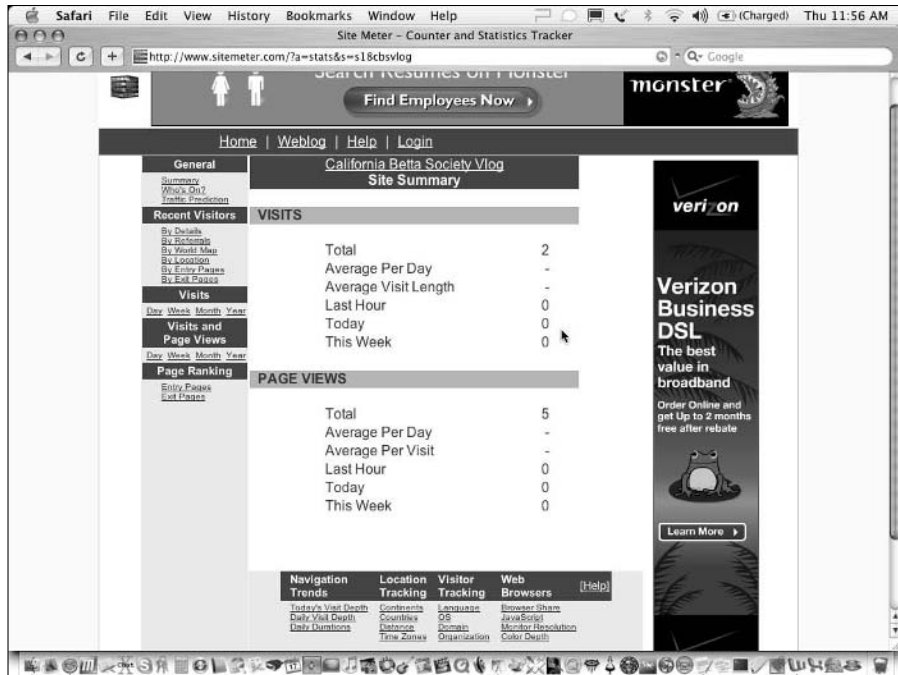 Safari File Edit View History Bookmarks Window Help (Charged) Thu 11:56 AM
Site Meter - Counter and Statistics Tracker
http://www.sitemeter.com/?a=stats&s=s18cbsvlog
Google
Search Resumes on Monster
Find Employees Now
monster
Home | Weblog | Help | Login
General
Summary
Who's On?
Traffic Prediction
Recent Visitors
By Details
By Referrals
By World Map
By Location
By Entry Pages
By Exit Pages
Visits
Day Week Month Year
Visits and
Page Views
Day Week Month Year
Page Ranking
Entry Pages
Exit Pages
California Betta Society Vlog
Site Summary
VISITS
Total 2
Average Per Day -
Average Visit Length -
Last Hour 0
Today 0
This Week 0
PAGE VIEWS
Total 5
Average Per Day -
Average Per Visit -
Last Hour 0
Today 0
This Week 0
verizon
Verizon
Business
DSL
The best
value in
broadband
Order Online and
get Up to 2 months
free after rebate
Learn More
Navigation
Trends
Today's Visit Depth
Daily Visit Depth
Daily Durations
Location
Tracking
Continents
Countries
Distance
Time Zones
Visitor
Tracking
Language
OS
Domain
Organization
Web
Browsers
Browser Share
JavaScript
Monitor Resolution
Color Depth
[Help]